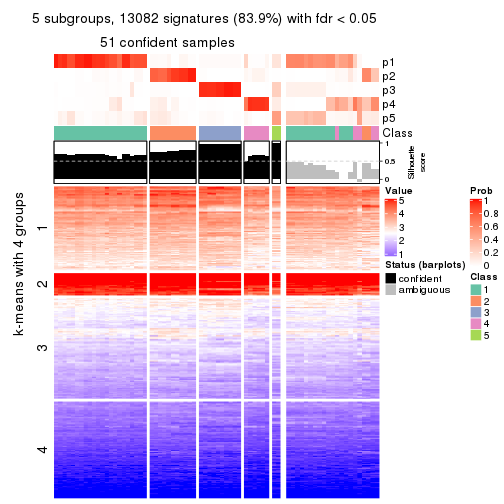 5 subgroups, 13082 signatures (83.9%) with fdr < 0.05
51 confident samples
p1
p2
p3
p4
p5
Class
1
0.5
0
Silhouette
score
k-means with 4 groups
1
2
3
4
Value
5
4
3
2
1
Status (barplots)
confident
ambiguous
Prob
1
0.8
0.6
0.4
0.2
0
Class
1
2
3
4
5